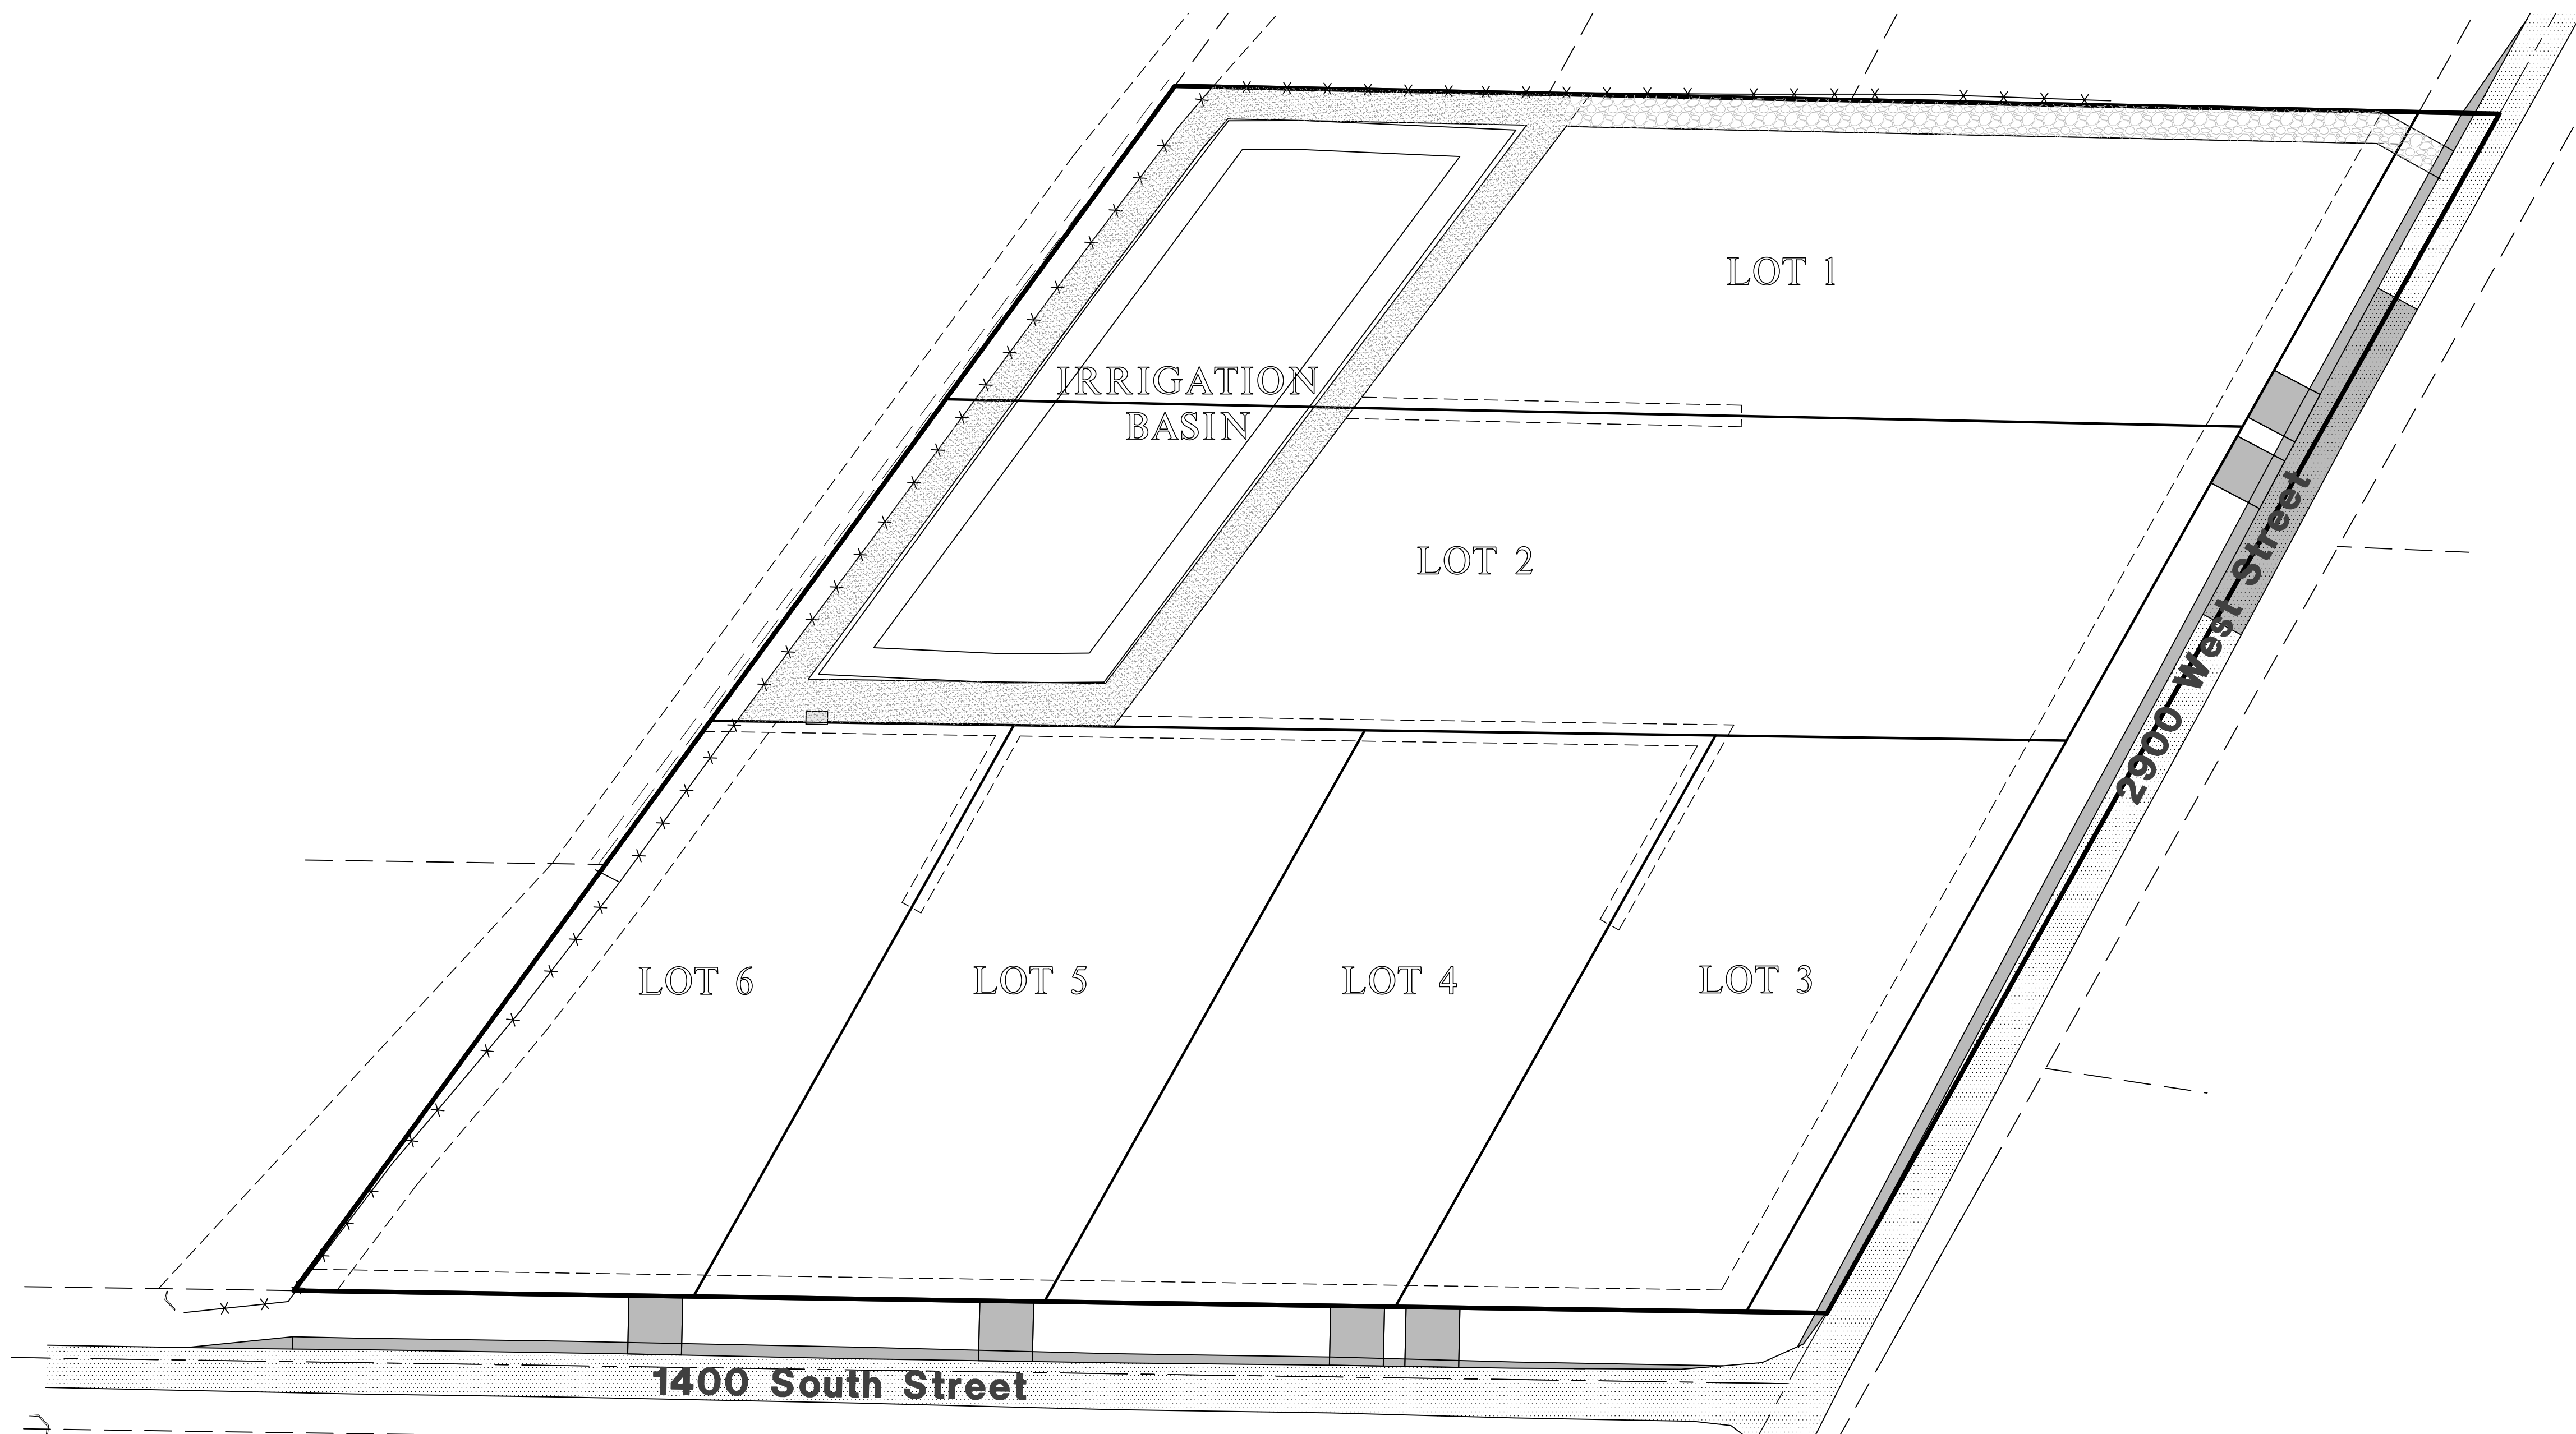 LOT 1
IRRIGATION
BASIN
LOT 2
2900 West Street
LOT 6
LOT 5
LOT 4
LOT 3
1400 South Street